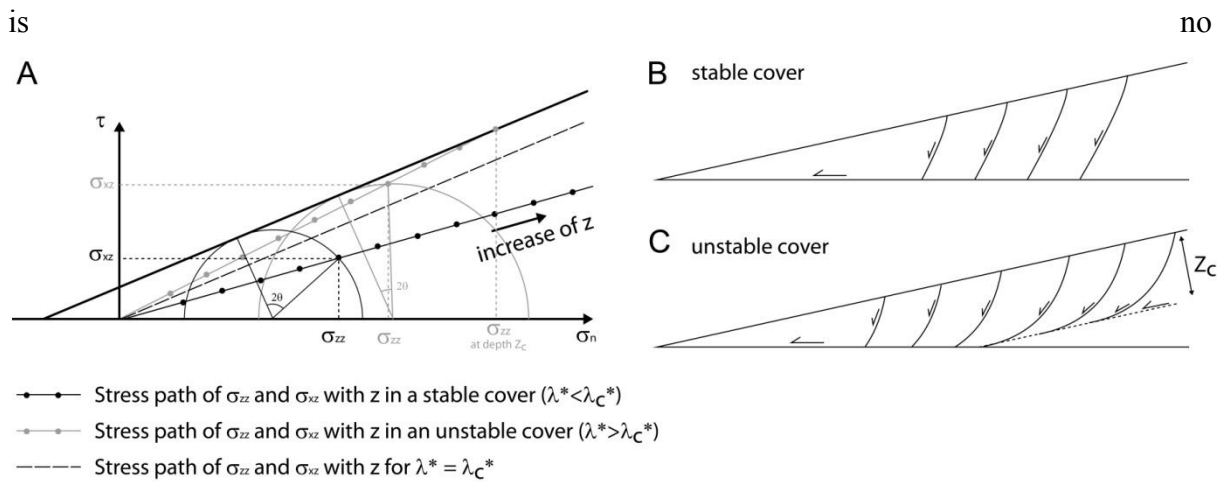 is no
A
τ
σxz
σxz
2θ
2θ
increase of z
σzz
σzz
σzz
at depth Zc
σn
B stable cover
C unstable cover
Zc
Stress path of σzz and σxz with z in a stable cover (λ*<λc*)
Stress path of σzz and σxz with z in an unstable cover (λ*>λc*)
Stress path of σzz and σxz with z for λ* = λc*